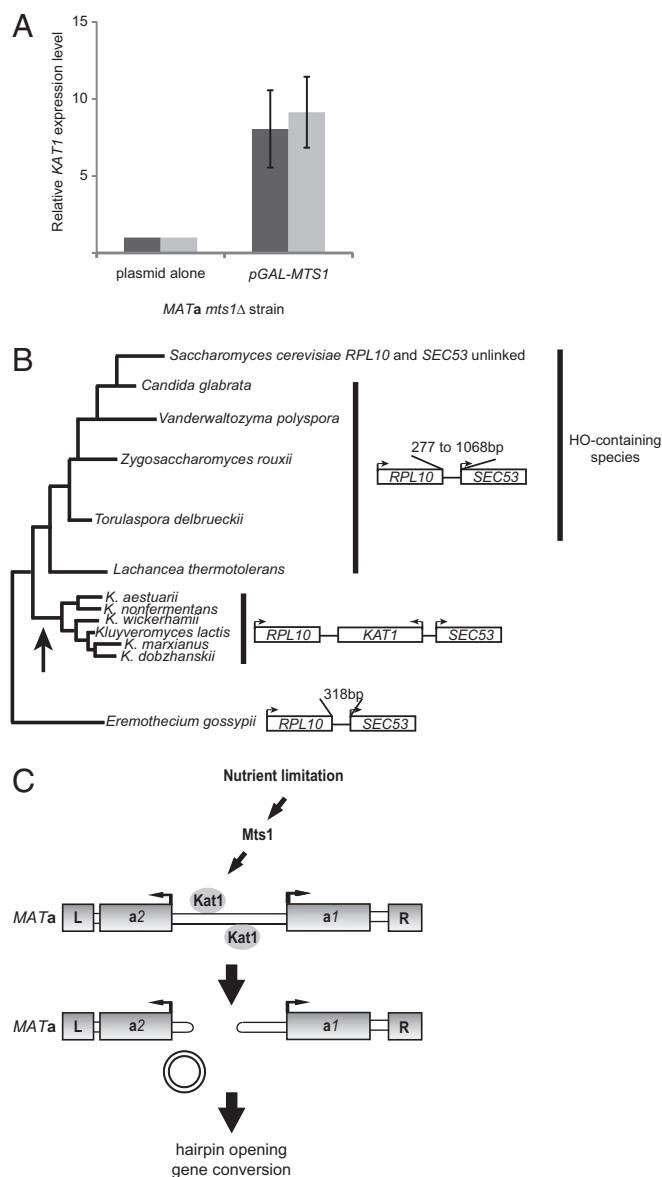 A
15
10
5
Relative KAT1 expression level
plasmid alone
pGAL-MTS1
MATa mts1Δ strain
B
Saccharomyces cerevisiae RPL10 and SEC53 unlinked
Candida glabrata
Vanderwaltozyma polyspora
Zygosaccharomyces rouxii
Torulaspora delbrueckii
Lachancea thermotolerans
277 to 1068bp
RPL10 SEC53
HO-containing
species
K. aestuarii
K. nonfermentans
K. wickerhamii
Kluyveromyces lactis
K. marxianus
K. dobzhanskii
RPL10 KAT1 SEC53
Eremothecium gossypii
318bp
RPL10 SEC53
C
Nutrient limitation
Mts1
Kat1
MATa L a2 a1 R
Kat1
MATa L a2 a1 R
hairpin opening
gene conversion